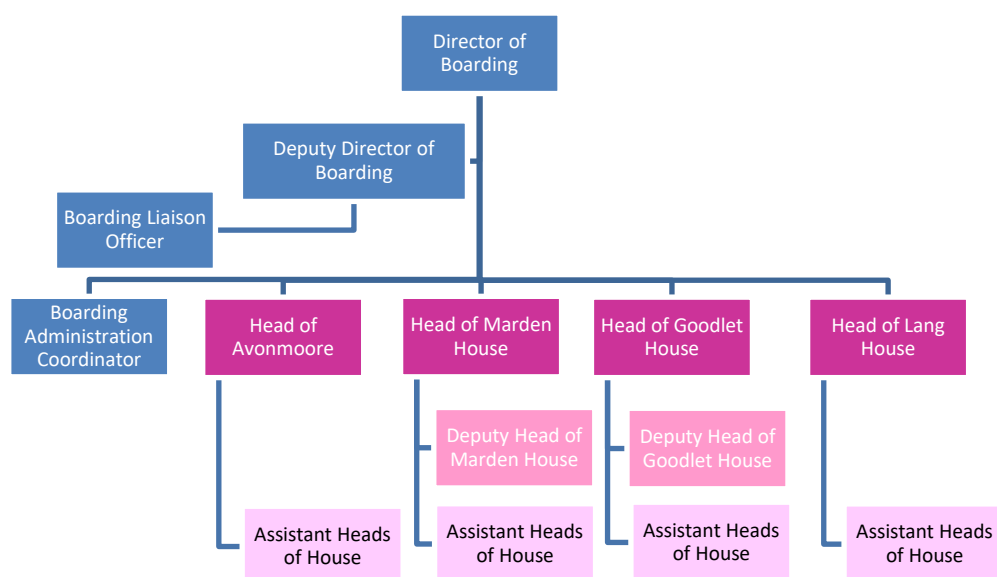 Director of
Boarding
Deputy Director of
Boarding
Boarding Liaison
Officer
Boarding
Administration
Coordinator
Head of
Avonmoore
Head of Marden
House
Head of Goodlet
House
Head of Lang
House
Deputy Head of
Marden House
Deputy Head of
Goodlet House
Assistant Heads
of House
Assistant Heads
of House
Assistant Heads
of House
Assistant Heads
of House